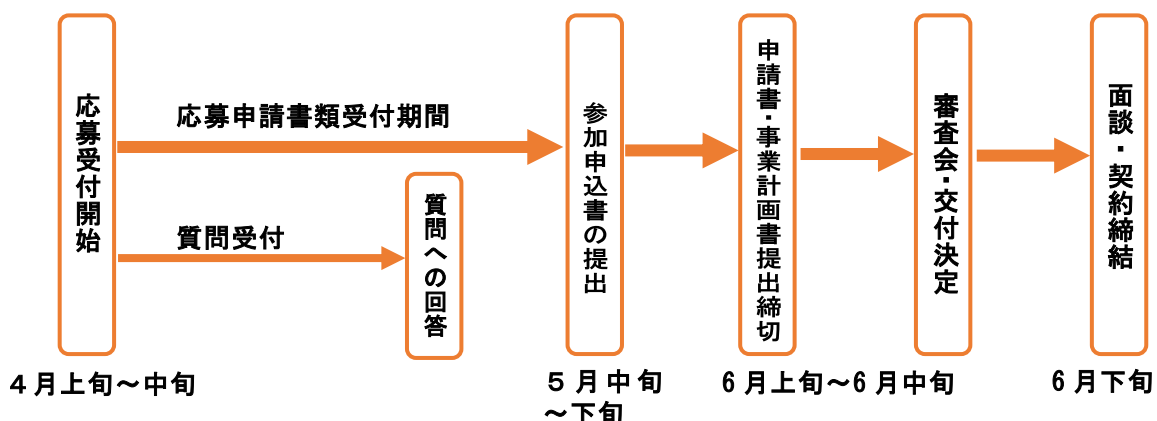 応募受付開始
応募申請書類受付期間
質問受付
質問への回答
参加申込書の提出
申請書・事業計画書提出締切
審査会・交付決定
面談・契約締結
４月上旬～中旬
５月中旬
～下旬
６月上旬～６月中旬
６月下旬